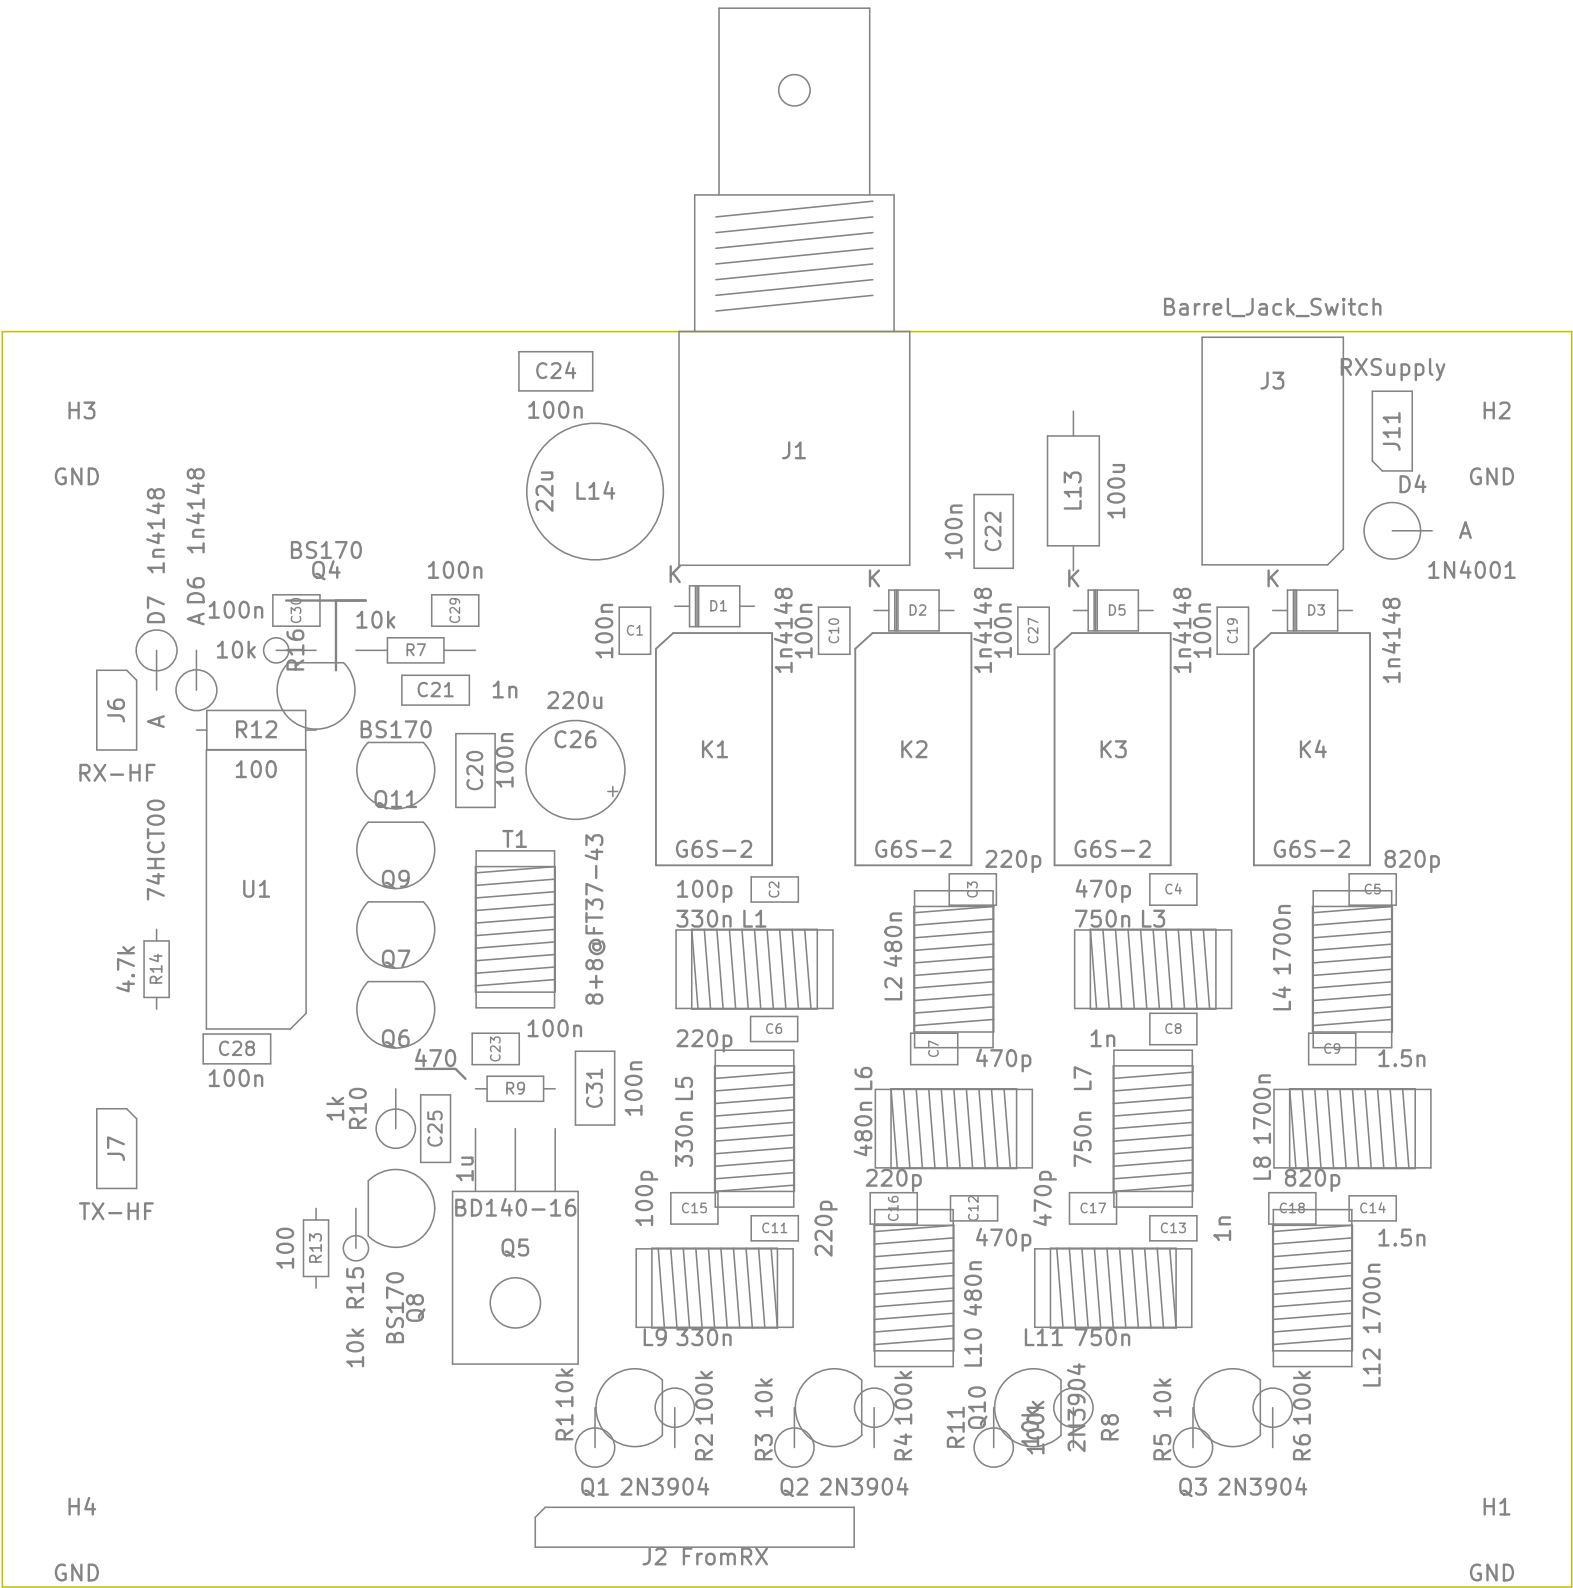 Barrel_Jack_Switch
C24
RXSupply
J3
H3
100n
H2
J11
J1
GND
22u
L14
L13
100u
GND
D4
1n4148
1n4148
100n
C22
A
BS170
Q4
100n
1N4001
K
K
K
K
D7
D6
A
100n
C30
C29
D1
D2
D5
D3
10k
100n
C1
1n4148
100n
C10
1n4148
100n
C27
1n4148
100n
C19
1n4148
10k
R16
R7
C21
1n
220u
J6
A
R12
BS170
C26
+
RX-HF
100
C20
100n
K1
K2
K3
K4
Q11
74HCT00
T1
G6S-2
G6S-2
G6S-2
G6S-2
220p
820p
U1
Q9
8+8@FT37-43
100p
C2
C3
470p
C4
C5
330n L1
750n L3
4.7k
R14
Q7
L2 480n
L4 1700n
100n
C6
C8
Q6
220p
1n
C28
470
C23
C7
470p
C9
1.5n
100n
R9
C31
100n
1k
R10
C25
330n L5
480n L6
750n L7
L8 1700n
J7
1u
220p
820p
TX-HF
BD140-16
100p
C15
C16
C12
470p
C17
C18
C14
C11
220p
C13
1n
100
R13
Q5
470p
1.5n
10k R15
BS170
Q8
L10 480n
L12 1700n
L9 330n
L11 750n
R1 10k
R2 100k
R3 10k
R4 100k
R11
Q10
10k
100k
2N3904
R8
R5 10k
R6 100k
Q1 2N3904
Q2 2N3904
Q3 2N3904
H4
H1
J2 FromRX
GND
GND